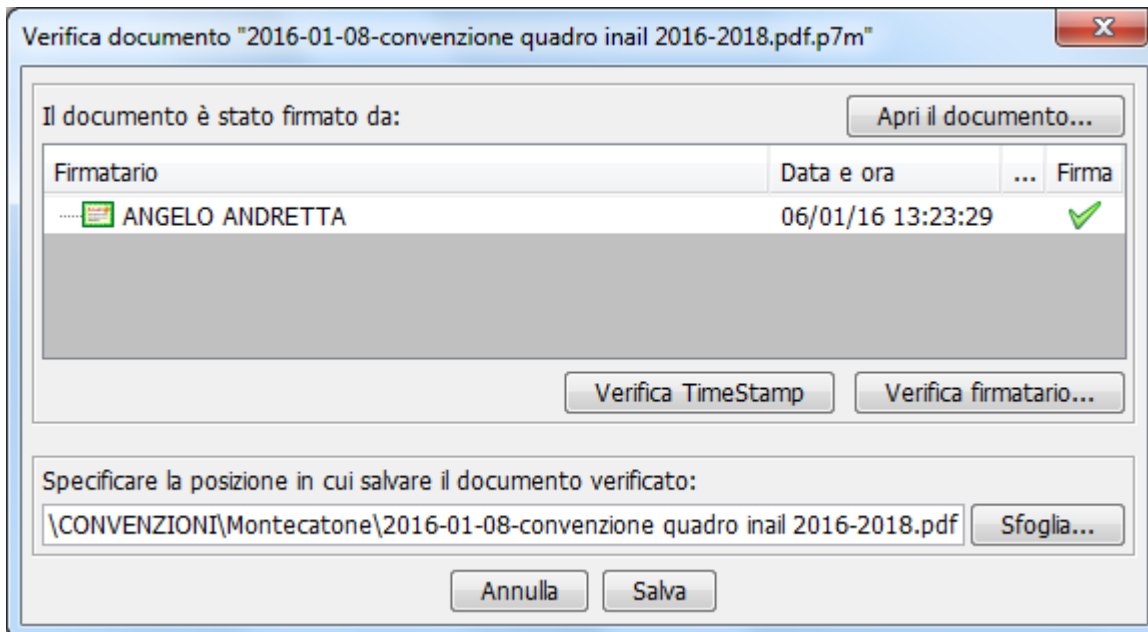 Verifica documento "2016-01-08-convenzione quadro inail 2016-2018.pdf.p7m"
Il documento è stato firmato da:
Apri il documento...
Firmatario Data e ora ... Firma
ANGELO ANDRETTA 06/01/16 13:23:29
Verifica TimeStamp Verifica firmatario...
Specificare la posizione in cui salvare il documento verificato:
\CONVENZIONI\Montecatone\2016-01-08-convenzione quadro inail 2016-2018.pdf Sfoglia...
Annulla Salva